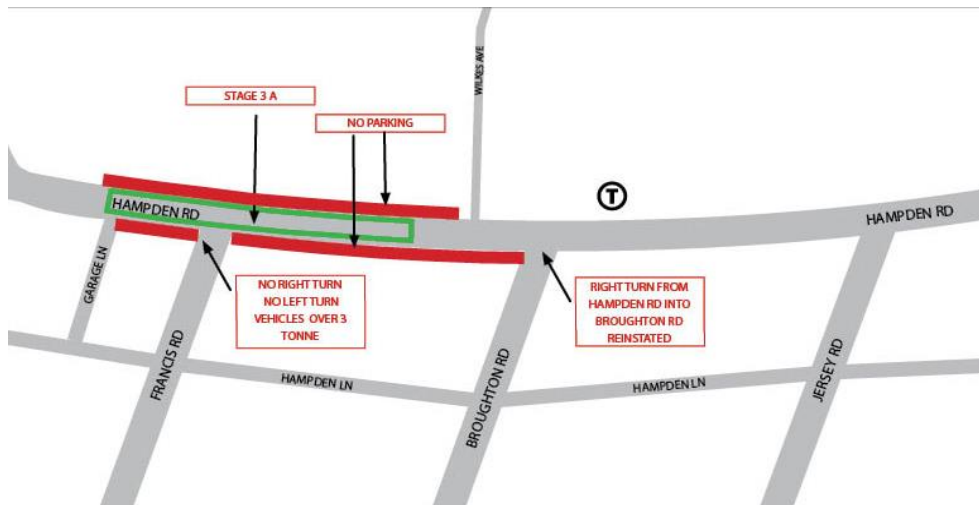 WILKES AVE
STAGE 3 A
NO PARKING
T
HAMPDEN RD
HAMPDEN RD
GARAGE LN
NO RIGHT TURN
NO LEFT TURN
VEHICLES OVER 3
TONNE
RIGHT TURN FROM
HAMPDEN RD INTO
BROUGHTON RD
REINSTATED
FRANCIS RD
HAMPDEN LN
BROUGHTON RD
HAMPDEN LN
JERSEY RD